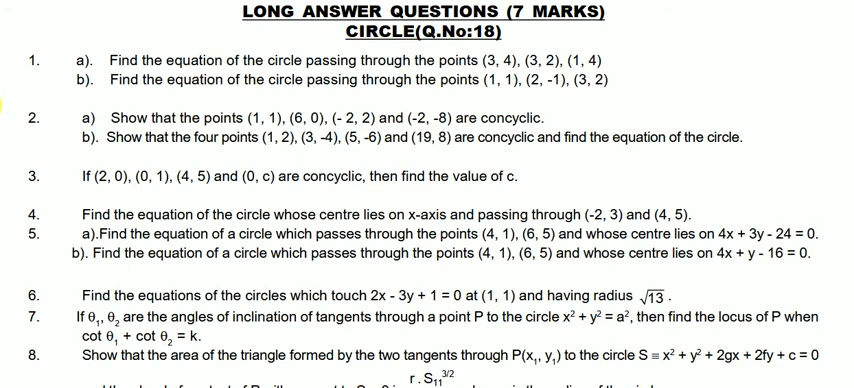 LONG ANSWER QUESTIONS (7 MARKS)
CIRCLE(Q.No:18)
1. a). Find the equation of the circle passing through the points (3, 4), (3, 2), (1, 4)
b). Find the equation of the circle passing through the points (1, 1), (2, -1), (3, 2)
2. a) Show that the points (1, 1), (6, 0), (- 2, 2) and (-2, -8) are concyclic.
b). Show that the four points (1, 2), (3, -4), (5, -6) and (19, 8) are concyclic and find the equation of the circle.
3. If (2, 0), (0, 1), (4, 5) and (0, c) are concyclic, then find the value of c.
4. Find the equation of the circle whose centre lies on x-axis and passing through (-2, 3) and (4, 5).
5. a).Find the equation of a circle which passes through the points (4, 1), (6, 5) and whose centre lies on 4x + 3y - 24 = 0.
b). Find the equation of a circle which passes through the points (4, 1), (6, 5) and whose centre lies on 4x + y - 16 = 0.
6. Find the equations of the circles which touch 2x - 3y + 1 = 0 at (1, 1) and having radius √13 .
7. If θ₁, θ₂ are the angles of inclination of tangents through a point P to the circle x² + y² = a², then find the locus of P when
cot θ₁ + cot θ₂ = k.
8. Show that the area of the triangle formed by the two tangents through P(x₁, y₁) to the circle S ≡ x² + y² + 2gx + 2fy + c = 0
r . S₁₁^3/2